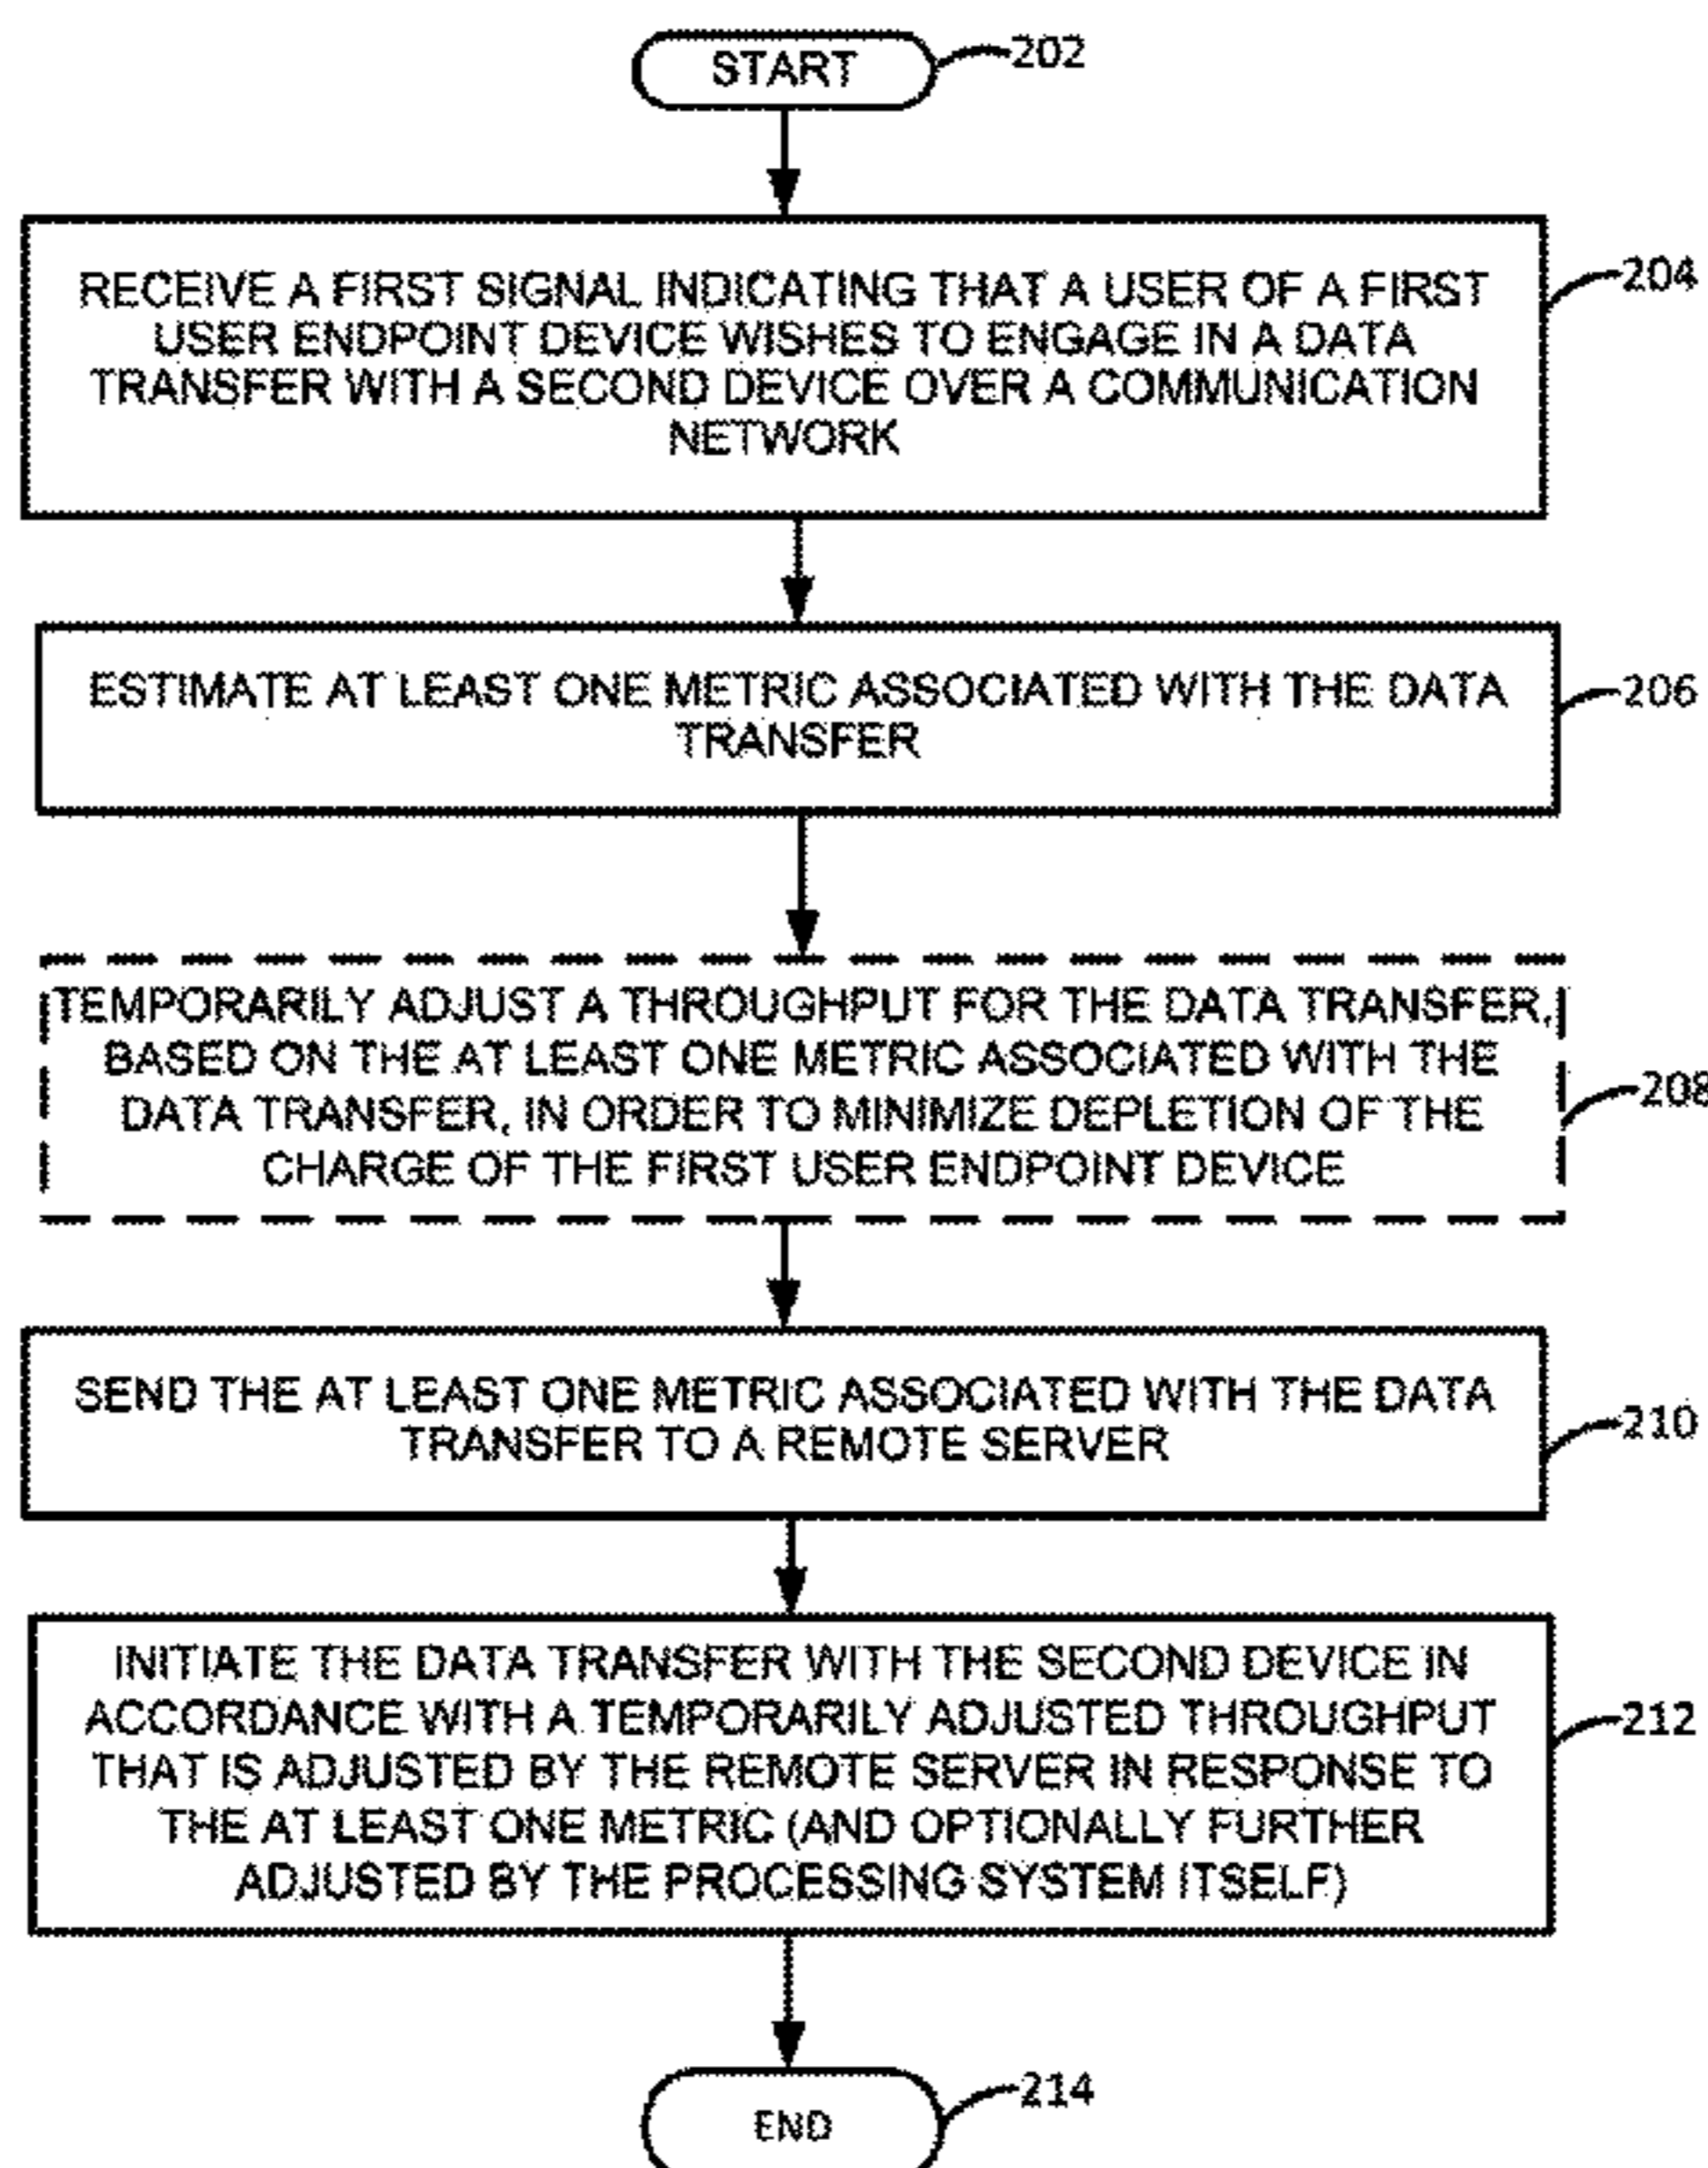 START
202
RECEIVE A FIRST SIGNAL INDICATING THAT A USER OF A FIRST
USER ENDPOINT DEVICE WISHES TO ENGAGE IN A DATA
TRANSFER WITH A SECOND DEVICE OVER A COMMUNICATION
NETWORK
204
ESTIMATE AT LEAST ONE METRIC ASSOCIATED WITH THE DATA
TRANSFER
206
TEMPORARILY ADJUST A THROUGHPUT FOR THE DATA TRANSFER,
BASED ON THE AT LEAST ONE METRIC ASSOCIATED WITH THE
DATA TRANSFER, IN ORDER TO MINIMIZE DEPLETION OF THE
CHARGE OF THE FIRST USER ENDPOINT DEVICE
208
SEND THE AT LEAST ONE METRIC ASSOCIATED WITH THE DATA
TRANSFER TO A REMOTE SERVER
210
INITIATE THE DATA TRANSFER WITH THE SECOND DEVICE IN
ACCORDANCE WITH A TEMPORARILY ADJUSTED THROUGHPUT
THAT IS ADJUSTED BY THE REMOTE SERVER IN RESPONSE TO
THE AT LEAST ONE METRIC (AND OPTIONALLY FURTHER
ADJUSTED BY THE PROCESSING SYSTEM ITSELF)
212
END
214